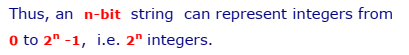 Thus, an n-bit string can represent integers from
0 to 2ⁿ -1, i.e. 2ⁿ integers.